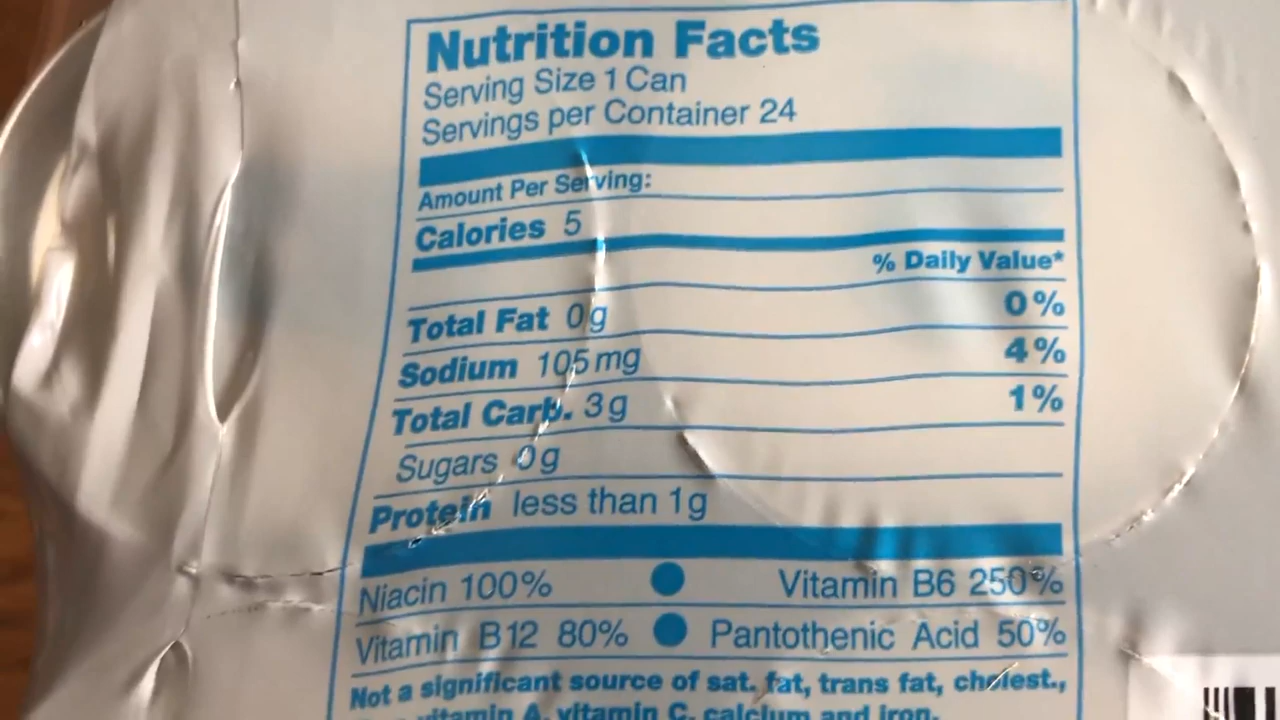 Nutrition Facts
Serving Size 1 Can
Servings per Container 24
Amount Per Serving:
Calories 5
% Daily Value*
Total Fat 0g 0%
Sodium 105mg 4%
Total Carb. 3g 1%
Sugars 0g
Protein less than 1g
Niacin 100% ● Vitamin B6 250%
Vitamin B12 80% ● Pantothenic Acid 50%
Not a significant source of sat. fat, trans fat, cholest.,
vitamin A, vitamin C, calcium and iron.